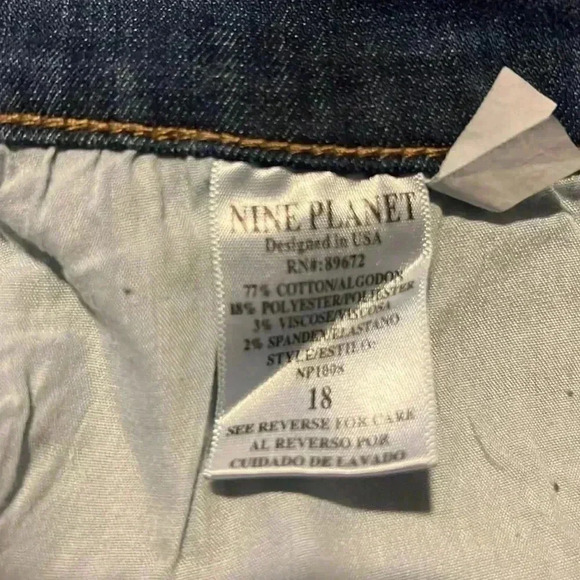 NINE PLANET
Designed in USA
RN#:89672
77% COTTON/ALGODON
18% POLYESTER/POLIESTER
3% VISCOSE/VISCOSA
2% SPANDEX/ELASTANO
STYLE/ESTILO:
NP1008
18
SEE REVERSE FOR CARE
AL REVERSO POR
CUIDADO DE LAVADO